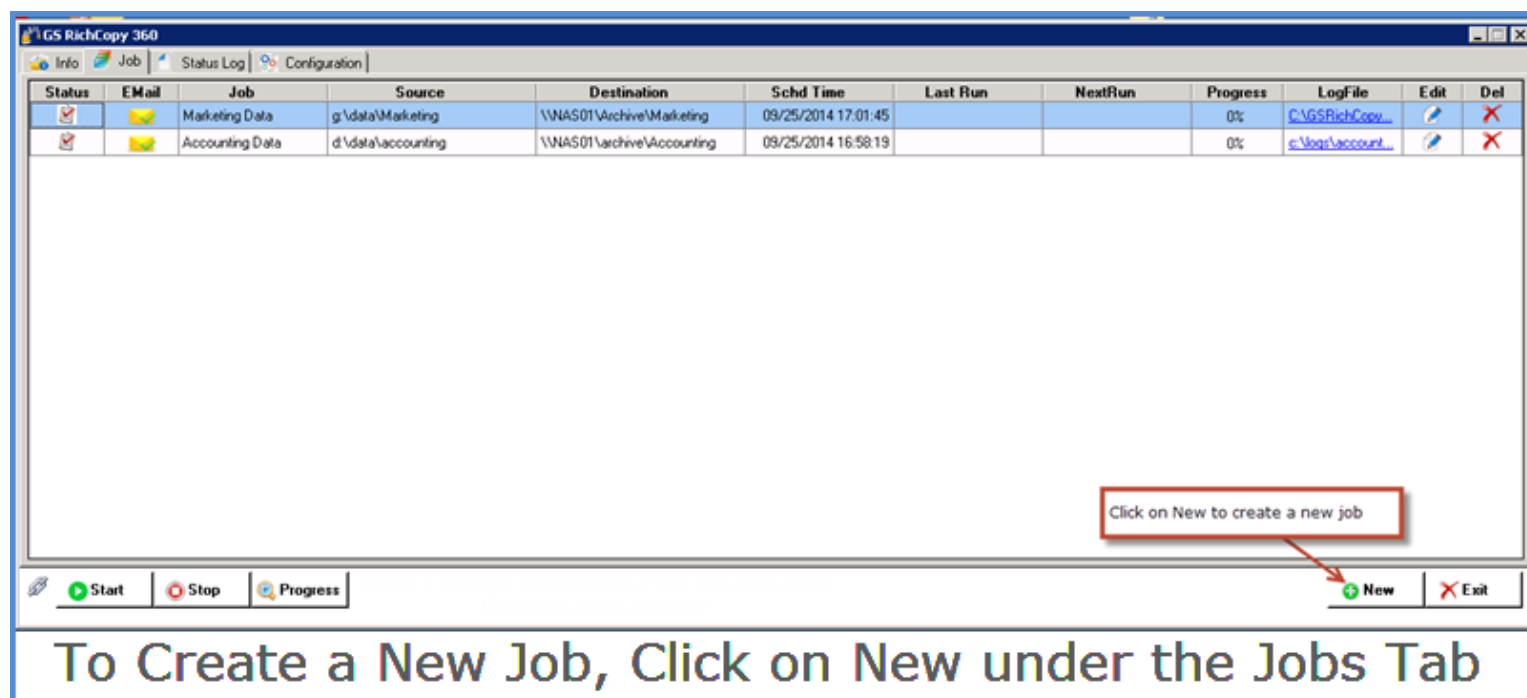 GS RichCopy 360
Info Job Status Log Configuration
Status EMail Job Source Destination Schd Time Last Run NextRun Progress LogFile Edit Del
Marketing Data g:\data\Marketing \\NAS01\Archive\Marketing 09/25/2014 17:01:45 0% C:\GSRichCopy...
Accounting Data d:\data\accounting \\NAS01\archive\Accounting 09/25/2014 16:58:19 0% c:\logs\account...
Click on New to create a new job
Start Stop Progress New Exit
To Create a New Job, Click on New under the Jobs Tab